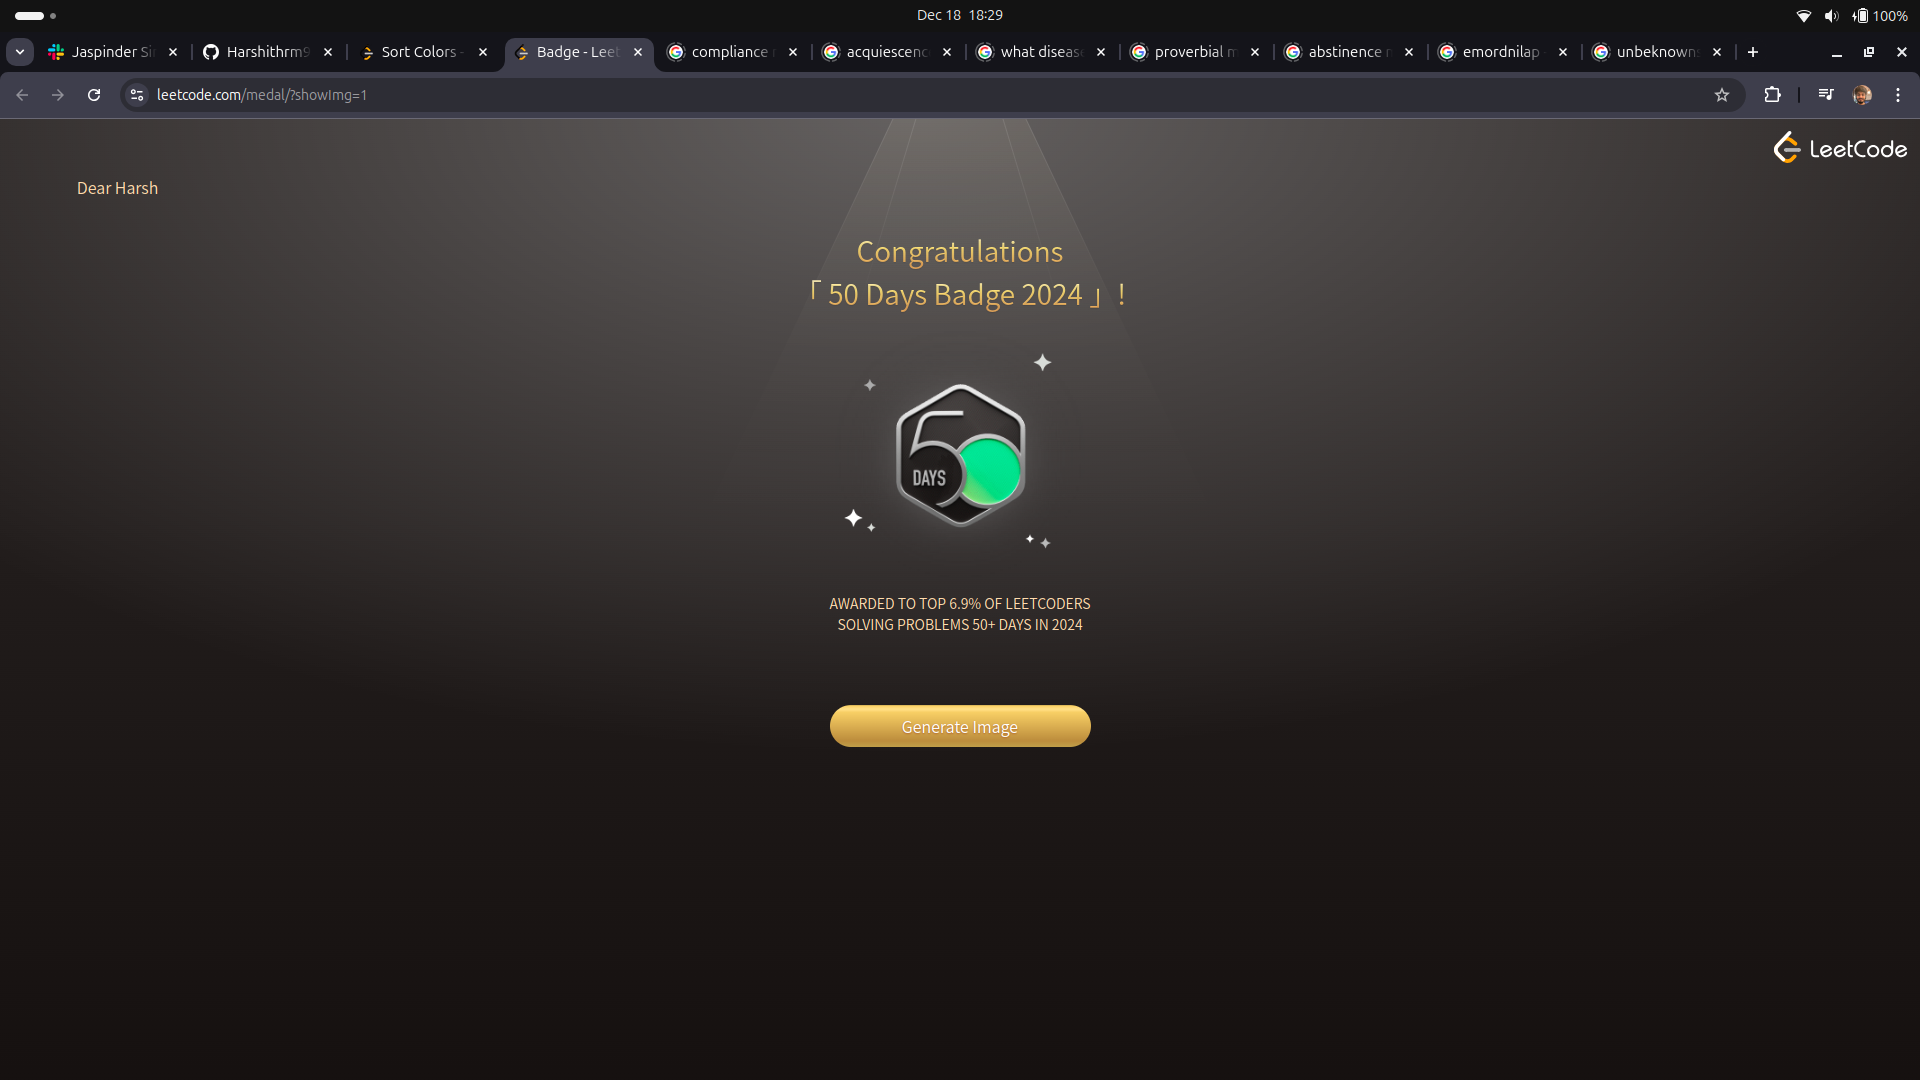 Dec 18 18:29
Jaspinder Sir
Harshithrm9
Sort Colors -
Badge - Leet
compliance
acquiescenc
what diseas
proverbial m
abstinence m
emordnilap
unbeknowns
leetcode.com/medal/?showImg=1
100%
LeetCode
Dear Harsh
Congratulations
「 50 Days Badge 2024 」 !
50
DAYS
AWARDED TO TOP 6.9% OF LEETCODERS
SOLVING PROBLEMS 50+ DAYS IN 2024
Generate Image